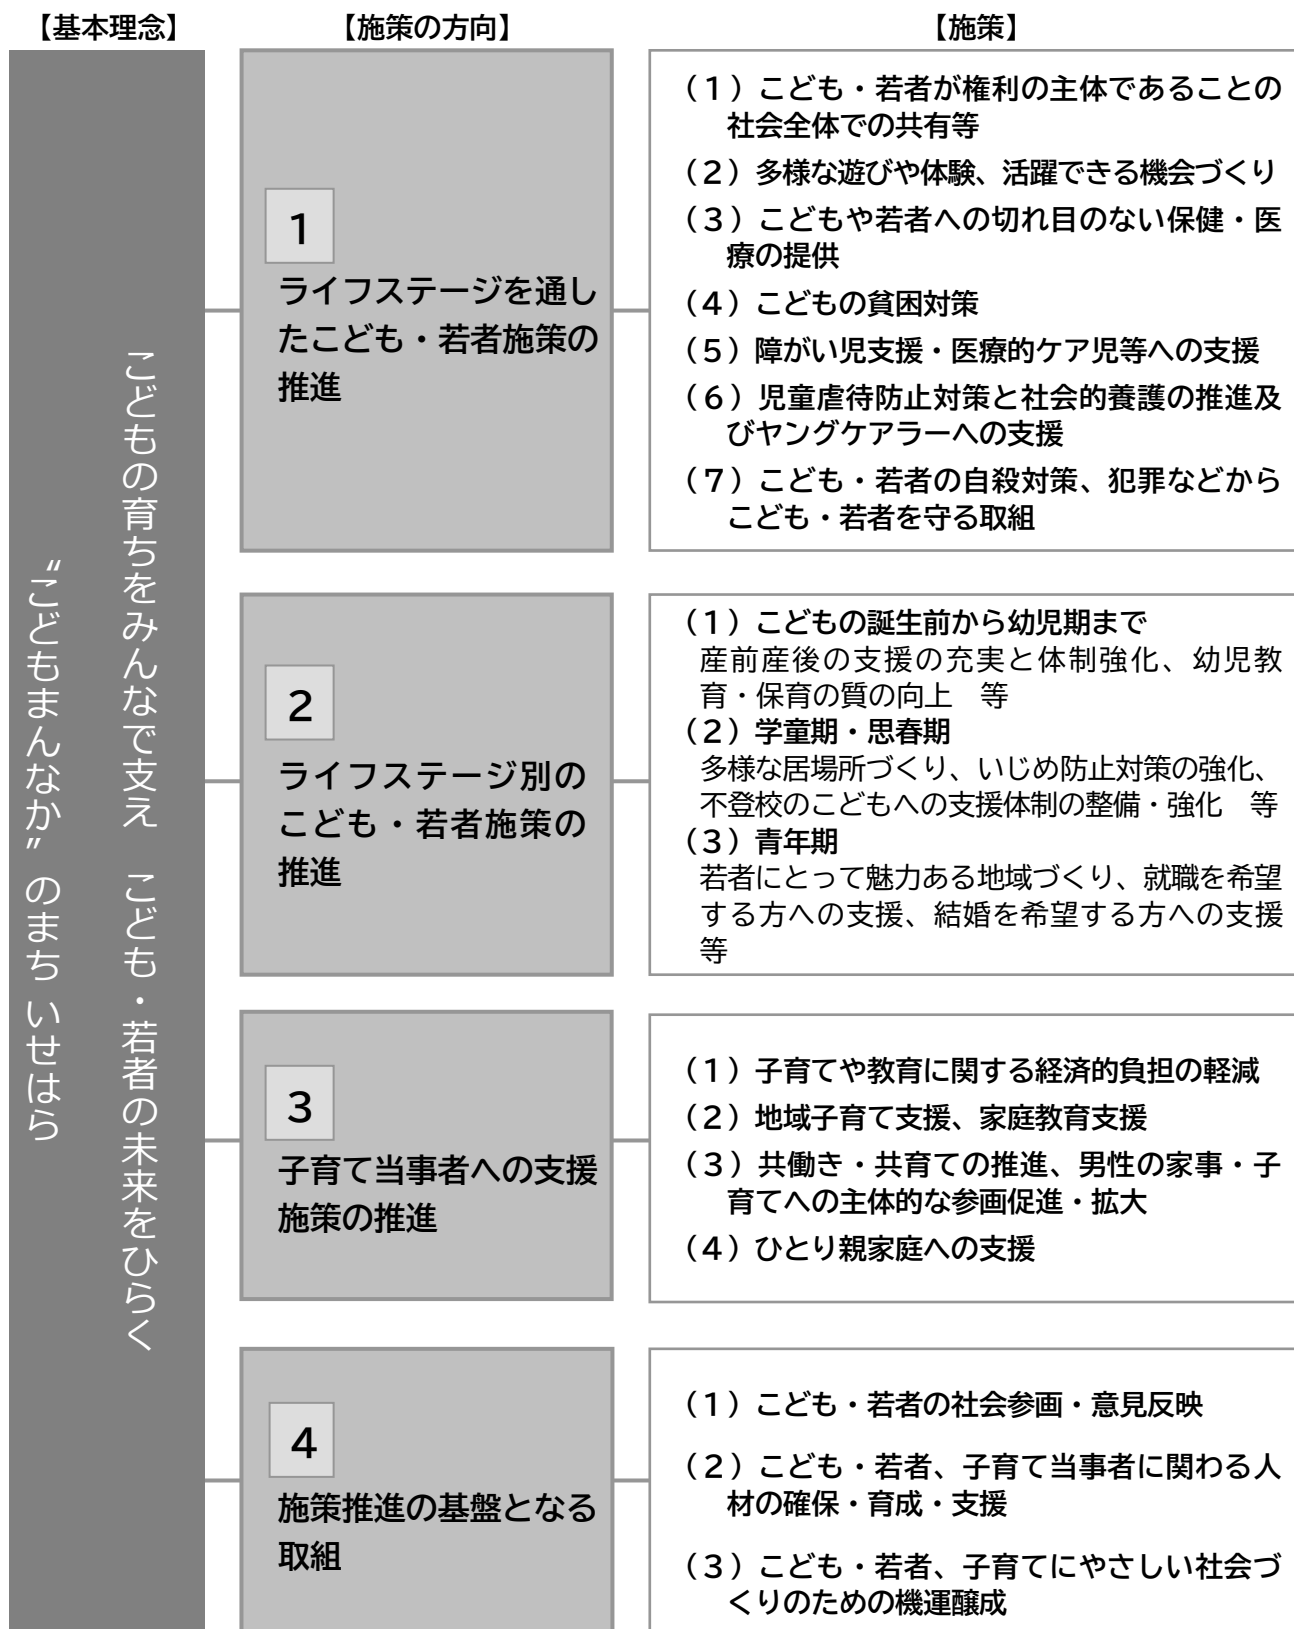 【基本理念】
【施策の方向】
【施策】
こどもの育ちをみんなで支え　こども・若者の未来をひらく
“こどもまんなか”のまち いせはら
1
ライフステージを通し
たこども・若者施策の
推進
（１）こども・若者が権利の主体であることの
社会全体での共有等
（２）多様な遊びや体験、活躍できる機会づくり
（３）こどもや若者への切れ目のない保健・医
療の提供
（４）こどもの貧困対策
（５）障がい児支援・医療的ケア児等への支援
（６）児童虐待防止対策と社会的養護の推進及
びヤングケアラーへの支援
（７）こども・若者の自殺対策、犯罪などから
こども・若者を守る取組
2
ライフステージ別の
こども・若者施策の
推進
（１）こどもの誕生前から幼児期まで
産前産後の支援の充実と体制強化、幼児教
育・保育の質の向上　等
（２）学童期・思春期
多様な居場所づくり、いじめ防止対策の強化、
不登校のこどもへの支援体制の整備・強化　等
（３）青年期
若者にとって魅力ある地域づくり、就職を希望
する方への支援、結婚を希望する方への支援
等
3
子育て当事者への支援
施策の推進
（１）子育てや教育に関する経済的負担の軽減
（２）地域子育て支援、家庭教育支援
（３）共働き・共育ての推進、男性の家事・子
育てへの主体的な参画促進・拡大
（４）ひとり親家庭への支援
4
施策推進の基盤となる
取組
（１）こども・若者の社会参画・意見反映
（２）こども・若者、子育て当事者に関わる人
材の確保・育成・支援
（３）こども・若者、子育てにやさしい社会づ
くりのための機運醸成